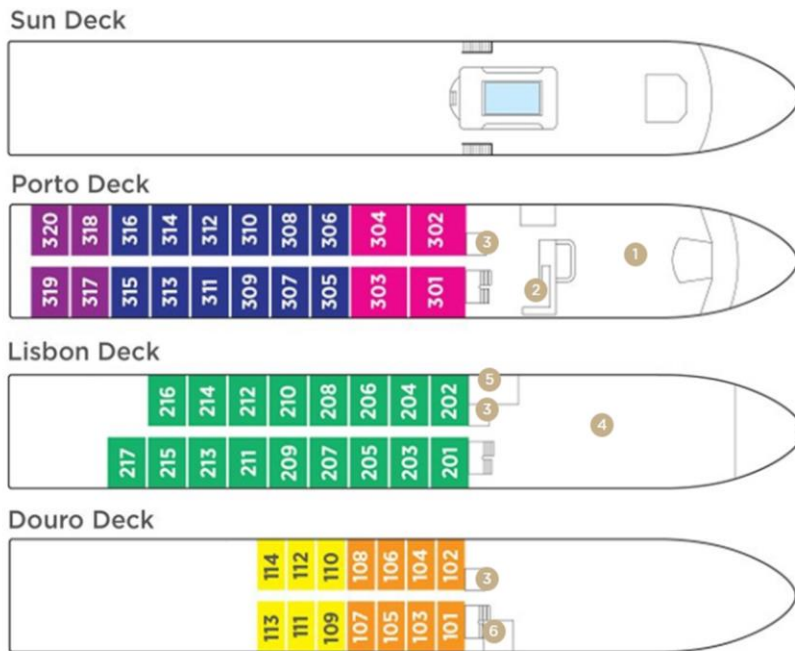 Sun Deck
Porto Deck
320 318 316 314 312 310 308 306 304 302 3 1
319 317 315 313 311 309 307 305 303 301 2
Lisbon Deck
216 214 212 210 208 206 204 202 5
3 4
217 215 213 211 209 207 205 203 201
Douro Deck
114 112 110 108 106 104 102 3
113 111 109 107 105 103 101 6